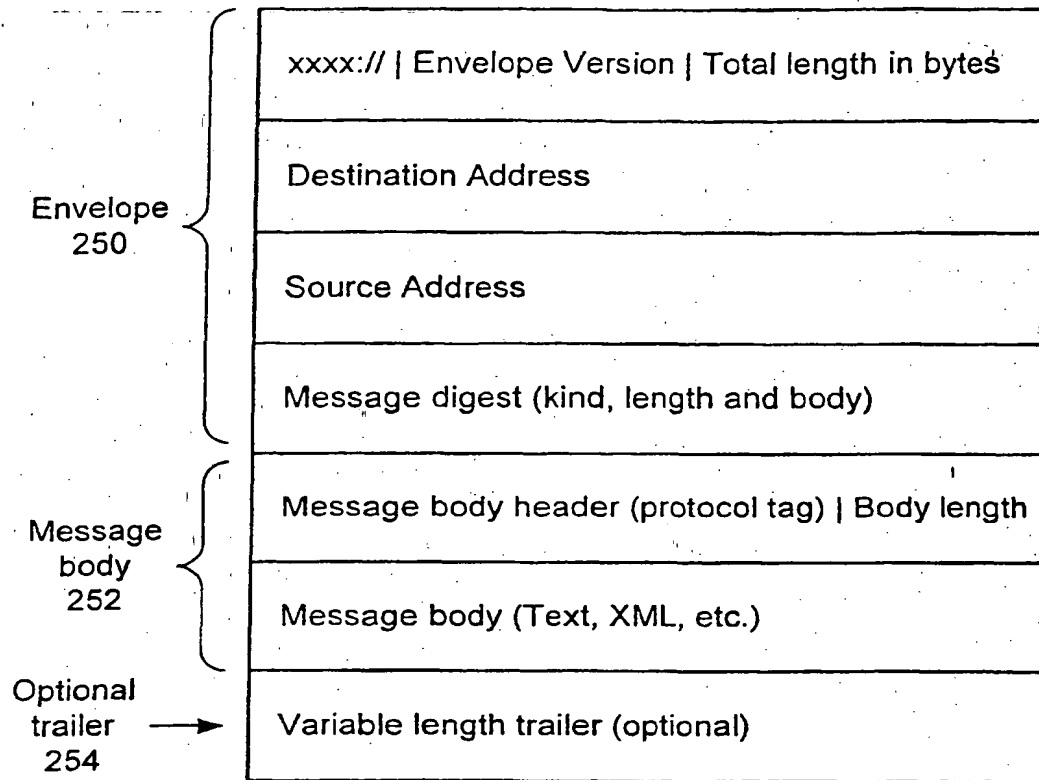 xxxx:// | Envelope Version | Total length in bytes
Destination Address
Envelope
250
Source Address
Message digest (kind, length and body)
Message body header (protocol tag) | Body length
Message
body
252
Message body (Text, XML, etc.)
Optional
trailer
254
Variable length trailer (optional)